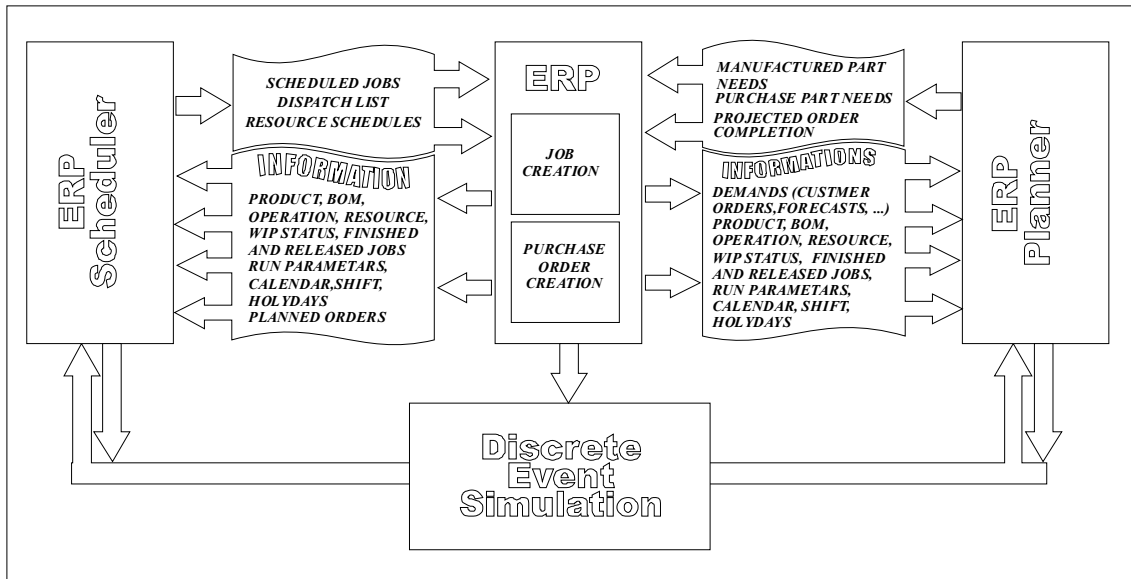 ERP
Scheduler
SCHEDULED JOBS
DISPATCH LIST
RESOURCE SCHEDULES
INFORMATION
PRODUCT, BOM,
OPERATION, RESOURCE,
WIP STATUS, FINISHED
AND RELEASED JOBS
RUN PARAMETARS,
CALENDAR,SHIFT,
HOLYDAYS
PLANNED ORDERS
ERP
JOB
CREATION
PURCHASE
ORDER
CREATION
MANUFACTURED PART
NEEDS
PURCHASE PART NEEDS
PROJECTED ORDER
COMPLETION
INFORMATIONS
DEMANDS (CUSTMER
ORDERS,FORECASTS, ...)
PRODUCT, BOM,
OPERATION, RESOURCE,
WIP STATUS, FINISHED
AND RELEASED JOBS,
RUN PARAMETARS,
CALENDAR, SHIFT,
HOLYDAYS
ERP
Planner
Discrete
Event
Simulation